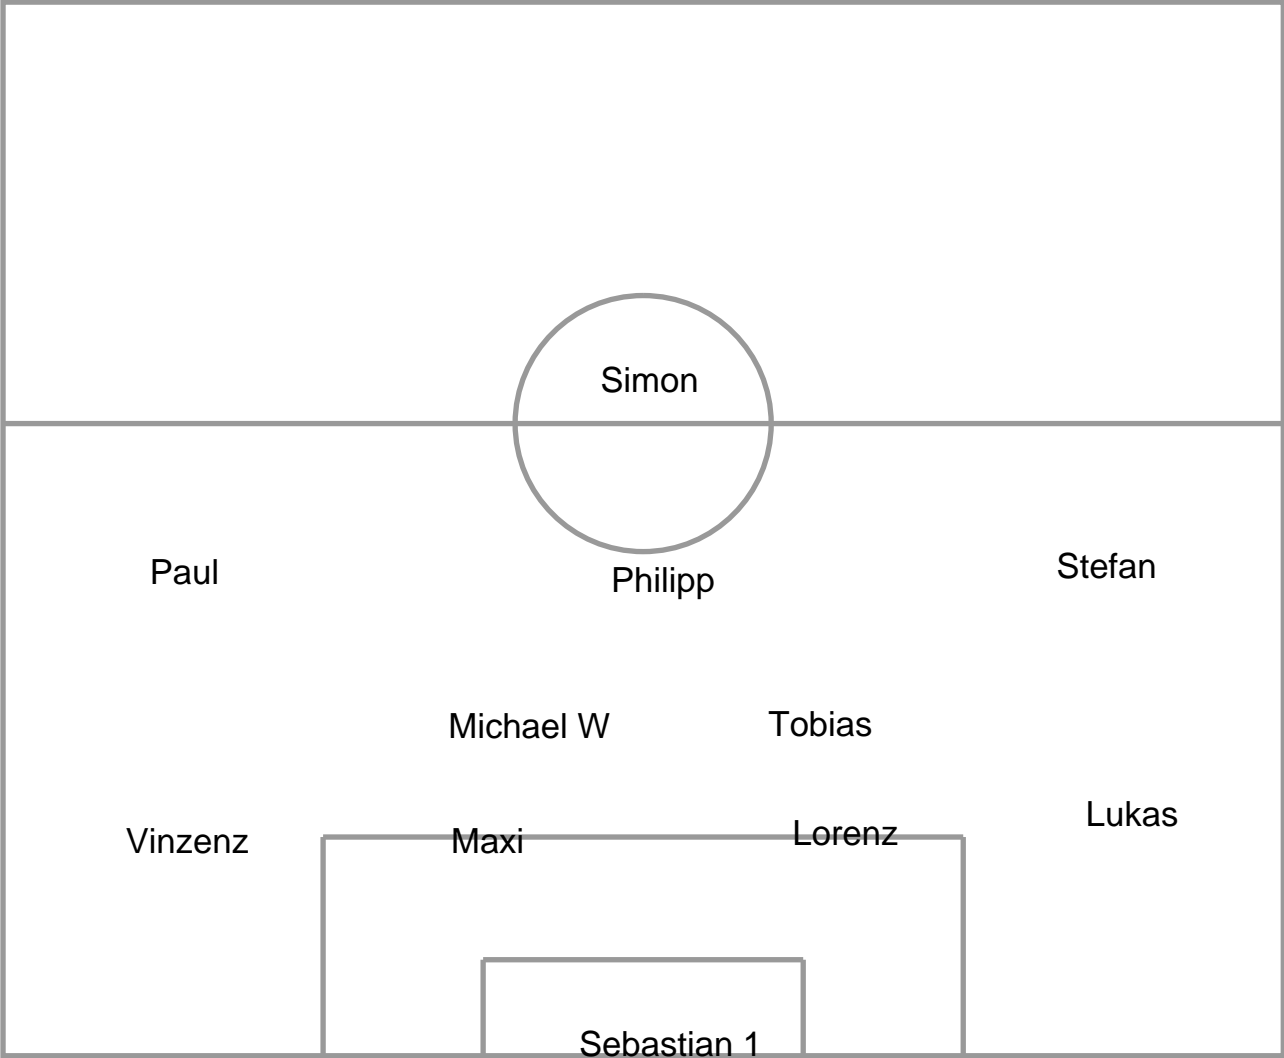 Simon
Paul
Philipp
Stefan
Michael W
Tobias
Vinzenz
Maxi
Lorenz
Lukas
Sebastian 1